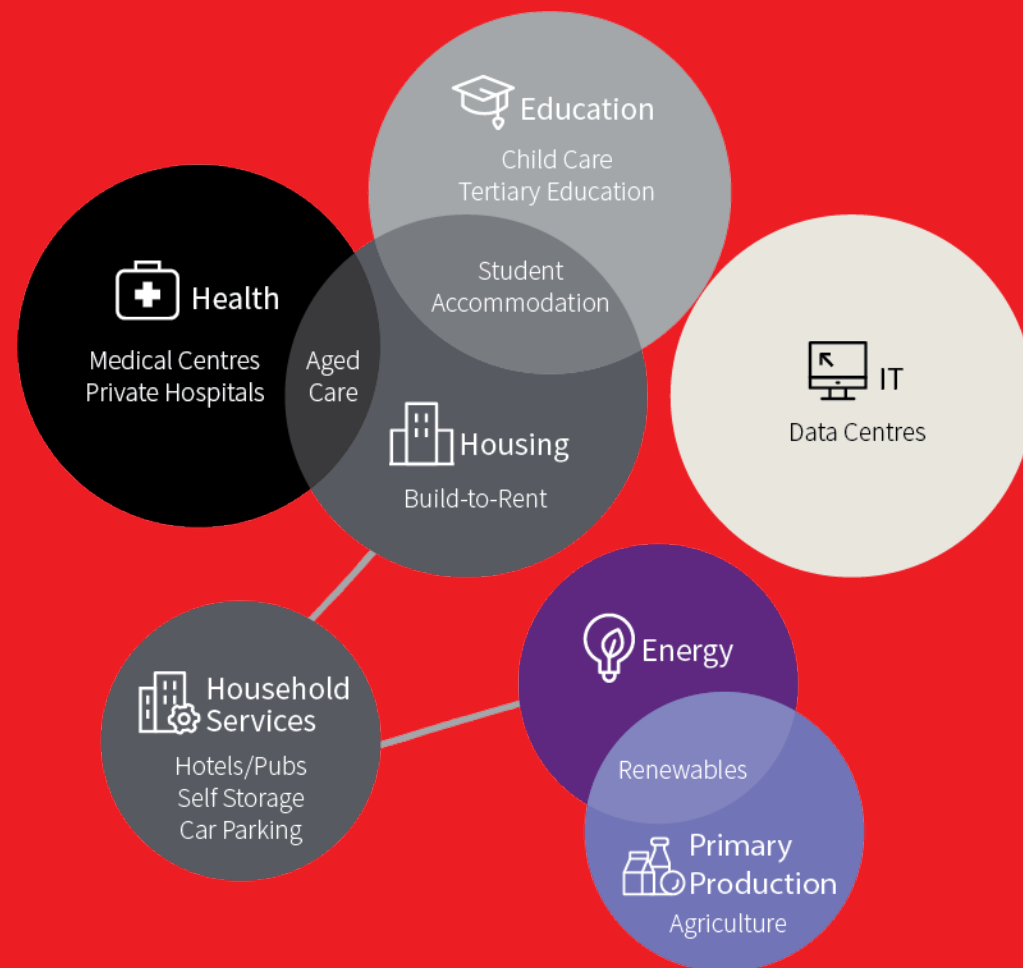 Education
Child Care
Tertiary Education
Student
Accommodation
Health
Medical Centres
Private Hospitals
Aged
Care
Housing
Build-to-Rent
IT
Data Centres
Household
Services
Hotels/Pubs
Self Storage
Car Parking
Energy
Renewables
Primary
Production
Agriculture